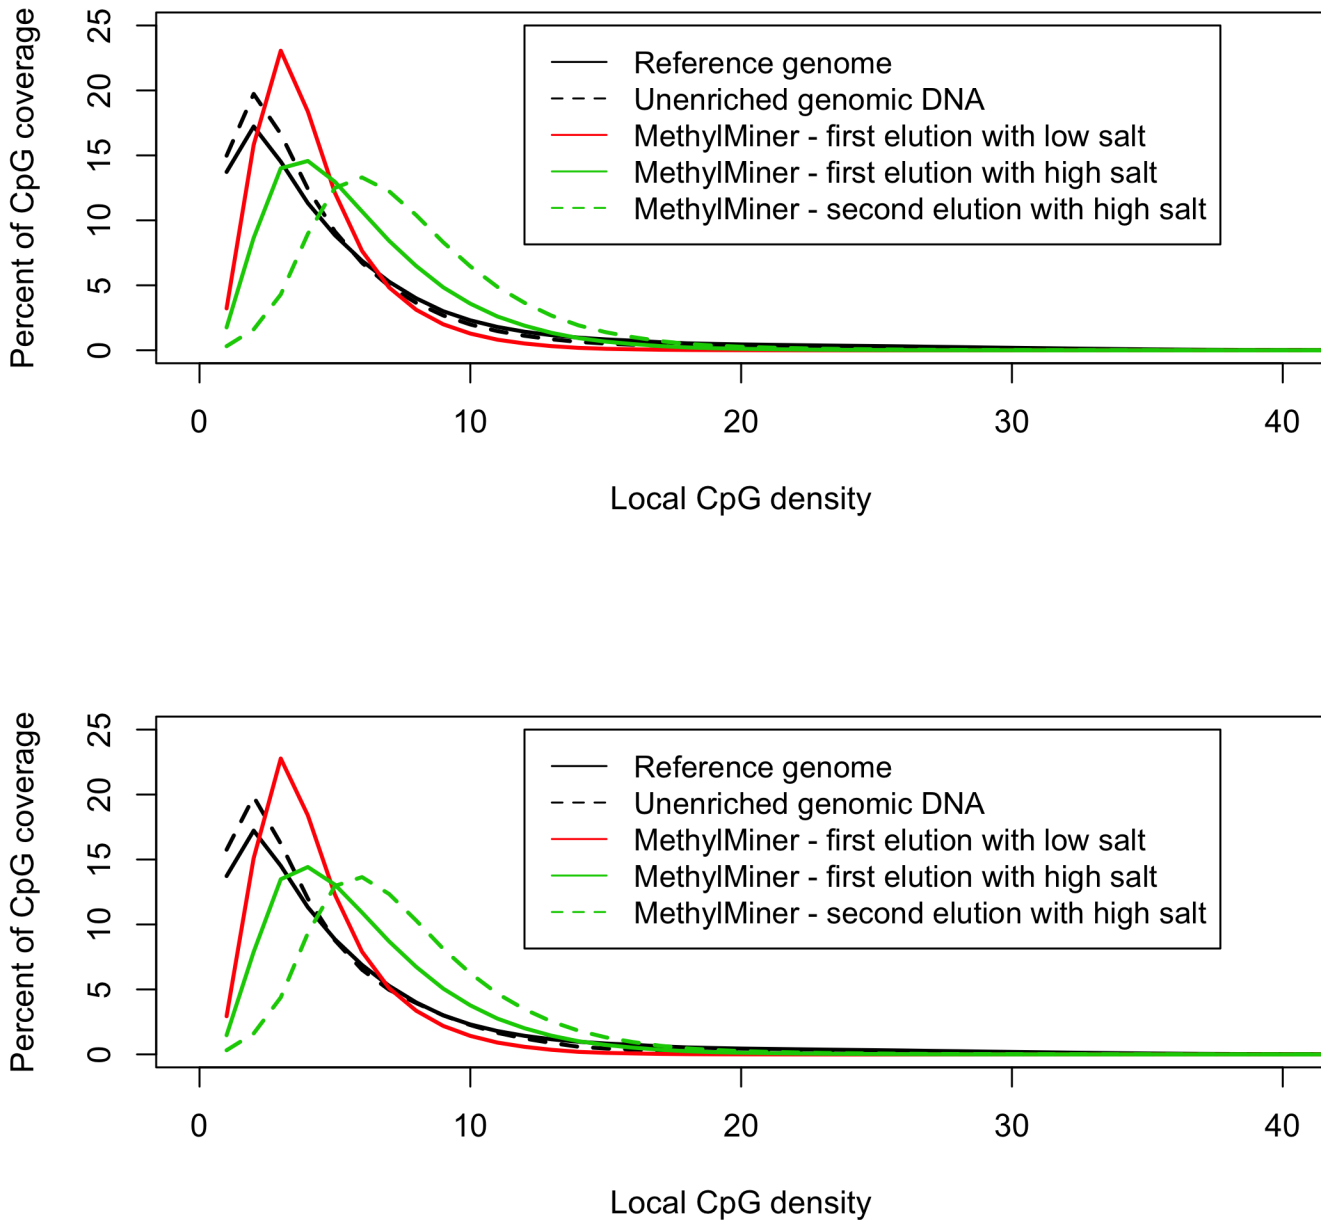 Percent of CpG coverage
25
20
15
10
5
0
Reference genome
Unenriched genomic DNA
MethylMiner - first elution with low salt
MethylMiner - first elution with high salt
MethylMiner - second elution with high salt
0 10 20 30 40
Local CpG density
Percent of CpG coverage
25
20
15
10
5
0
Reference genome
Unenriched genomic DNA
MethylMiner - first elution with low salt
MethylMiner - first elution with high salt
MethylMiner - second elution with high salt
0 10 20 30 40
Local CpG density